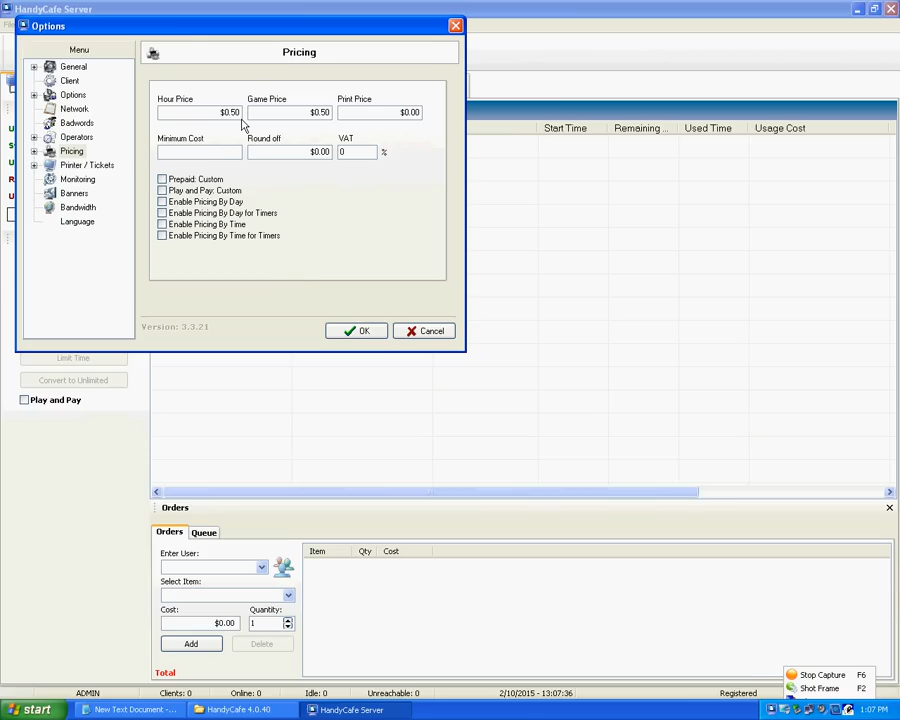 HandyCafe Server
Options
Menu
General
Client
Options
Network
Badwords
Operators
Pricing
Printer / Tickets
Monitoring
Banners
Bandwidth
Language
Pricing
Hour Price
Game Price
Print Price
$0.50
$0.50
$0.00
Minimum Cost
Round off
VAT
$0.00
0
%
Prepaid: Custom
Play and Pay: Custom
Enable Pricing By Day
Enable Pricing By Day for Timers
Enable Pricing By Time
Enable Pricing By Time for Timers
Version: 3.3.21
OK
Cancel
Start Time
Remaining ...
Used Time
Usage Cost
Limit Time
Convert to Unlimited
Play and Pay
Orders
Orders
Queue
Enter User:
Select Item:
Cost:
Quantity:
$0.00
1
Add
Delete
Total
Item
Qty
Cost
ADMIN
Clients: 0
Online: 0
Idle: 0
Unreachable: 0
2/10/2015 - 13:07:36
Registered
Stop Capture F6
Shot Frame F2
start
New Text Document -...
HandyCafe 4.0.40
HandyCafe Server
1:07 PM